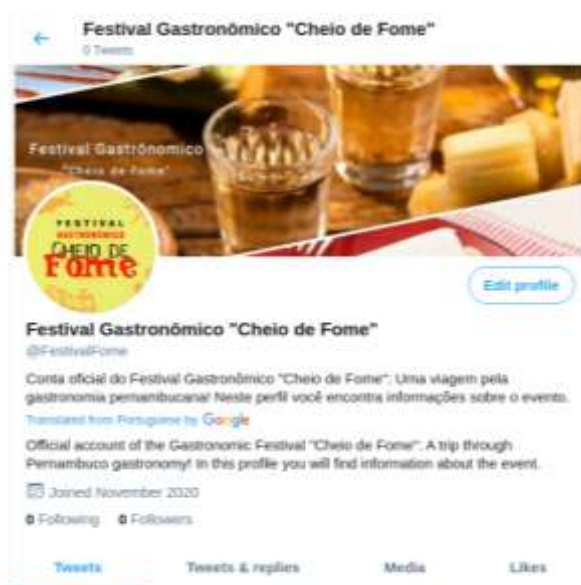 Festival Gastronômico "Cheio de Fome"
0 Tweets
Festival Gastrônomico
"Cheio de Fome"
FESTIVAL
GASTRONÔMICO
CHEIO DE
Fome
Edit profile
Festival Gastronômico "Cheio de Fome"
@FestivalFome
Conta oficial do Festival Gastronômico "Cheio de Fome": Uma viagem pela
gastronomia pernambucana! Neste perfil você encontra informações sobre o evento.
Translated from Portuguese by Google
Official account of the Gastronomic Festival "Cheio de Fome": A trip through
Pernambuco gastronomy! In this profile you will find information about the event.
Joined November 2020
0 Following 0 Followers
Tweets Tweets & replies Media Likes